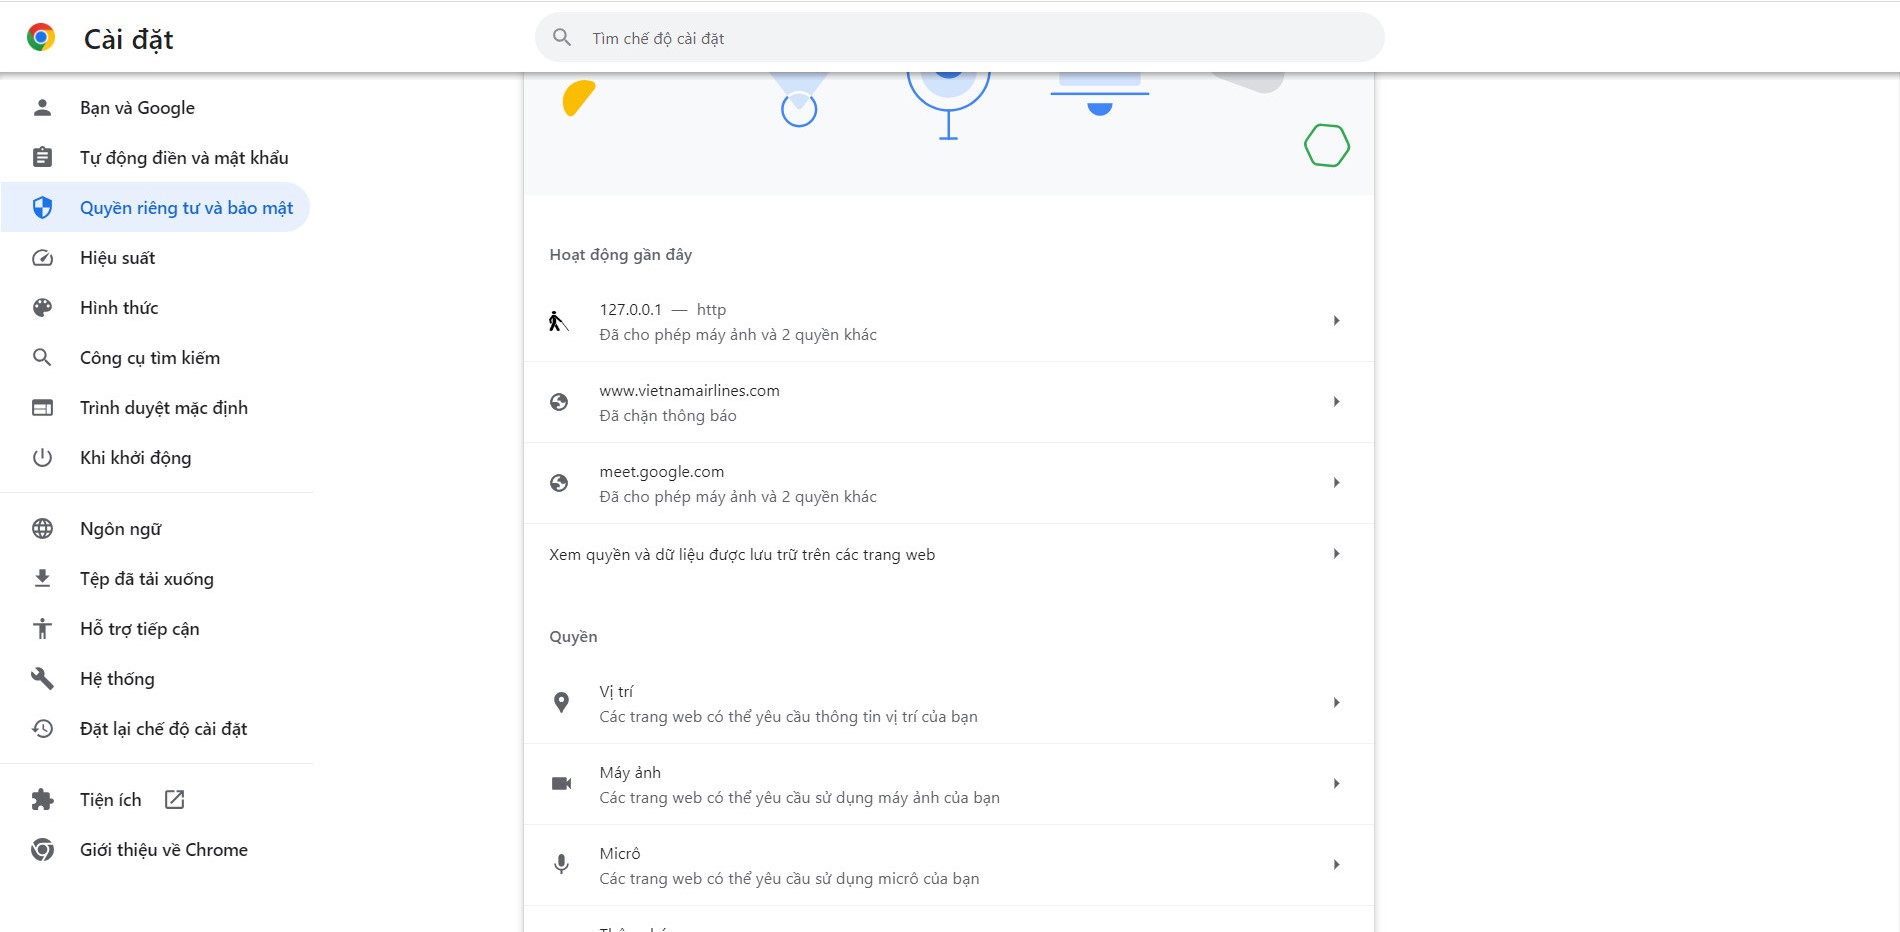 Cài đặt
Tìm chế độ cài đặt
Bạn và Google
Tự động điền và mật khẩu
Quyền riêng tư và bảo mật
Hiệu suất
Hình thức
Công cụ tìm kiếm
Trình duyệt mặc định
Khi khởi động
Ngôn ngữ
Tệp đã tải xuống
Hỗ trợ tiếp cận
Hệ thống
Đặt lại chế độ cài đặt
Tiện ích
Giới thiệu về Chrome
Hoạt động gần đây
127.0.0.1 — http
Đã cho phép máy ảnh và 2 quyền khác
www.vietnamairlines.com
Đã chặn thông báo
meet.google.com
Đã cho phép máy ảnh và 2 quyền khác
Xem quyền và dữ liệu được lưu trữ trên các trang web
Quyền
Vị trí
Các trang web có thể yêu cầu thông tin vị trí của bạn
Máy ảnh
Các trang web có thể yêu cầu sử dụng máy ảnh của bạn
Micrô
Các trang web có thể yêu cầu sử dụng micrô của bạn